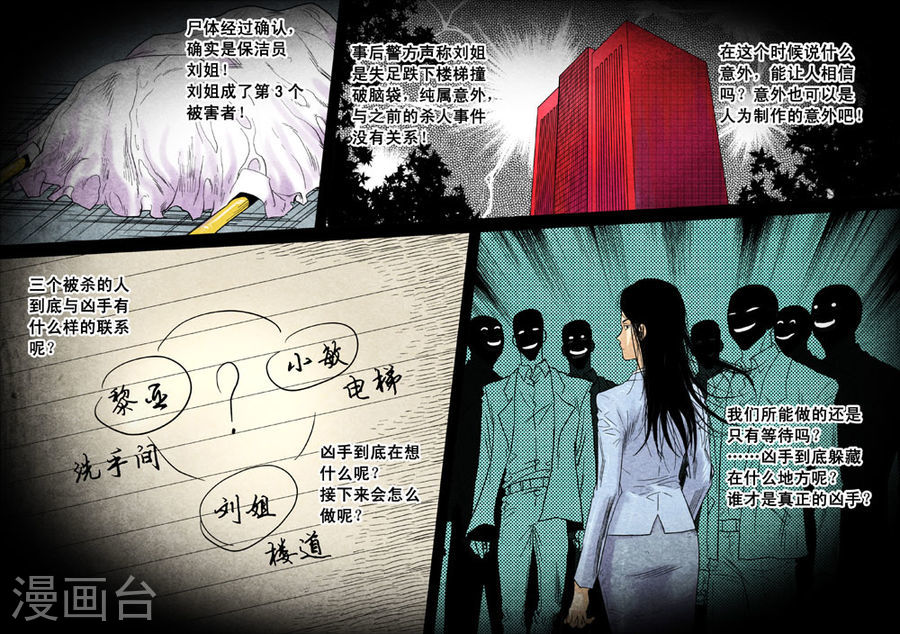 尸体经过确认，
确实是保洁员
刘姐！
刘姐成了第3个
被害者！
事后警方声称刘姐
是失足跌下楼梯撞
破脑袋，纯属意外，
与之前的杀人事件
没有关系！
在这个时候说什么
意外，能让人相信
吗？意外也可以是
人为制作的意外吧！
三个被杀的人
到底与凶手有
什么样的联系
呢？
小敏
电梯
？
黎亚
洗手间
刘姐
楼道
凶手到底在想
什么呢？
接下来会怎么
做呢？
我们所能做的还是
只有等待吗？
……凶手到底躲藏
在什么地方呢？
谁才是真正的凶手？
漫画台